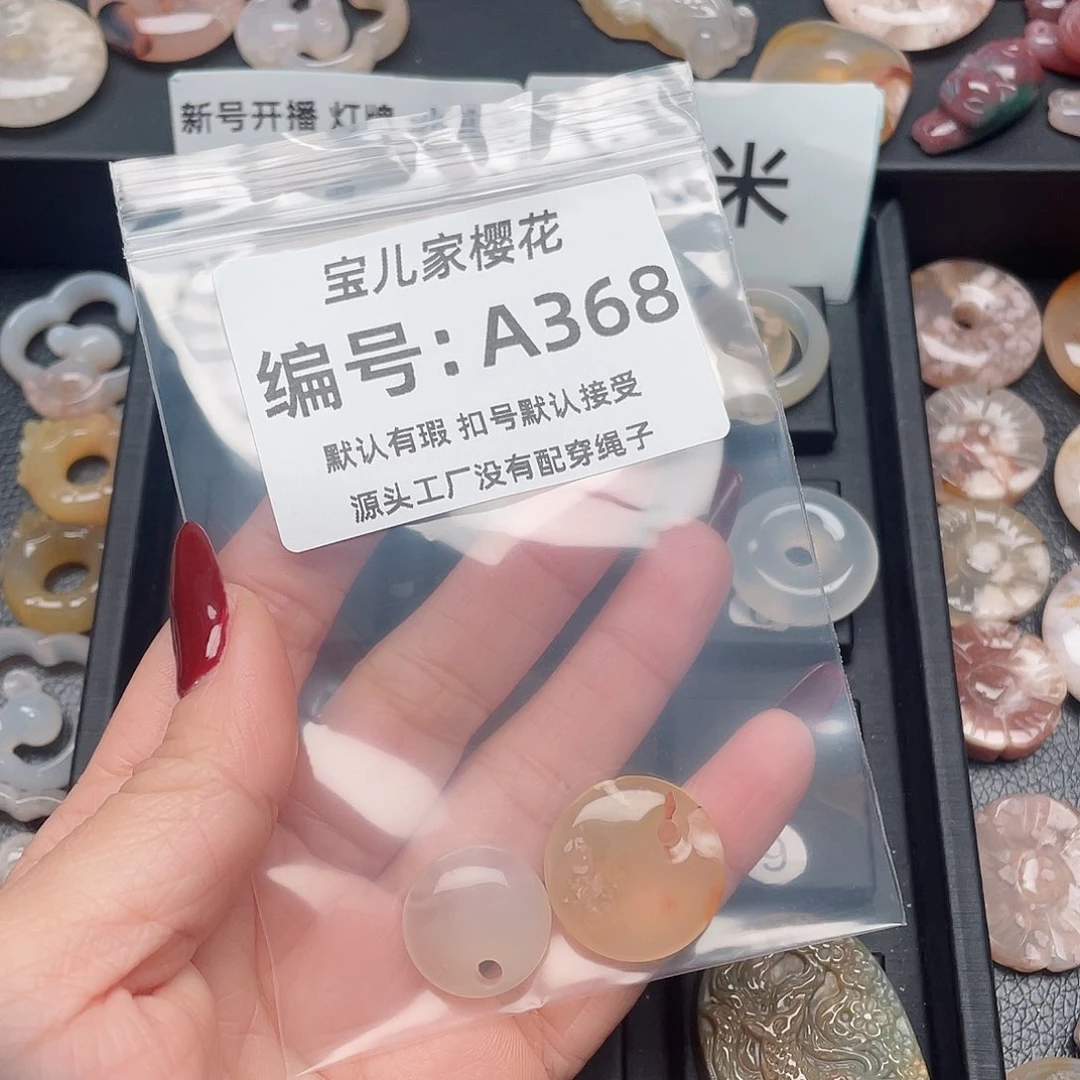 新号开播 灯牌
米
宝儿家樱花
编号:A368
默认有瑕 扣号默认接受
源头工厂没有配穿绳子
9